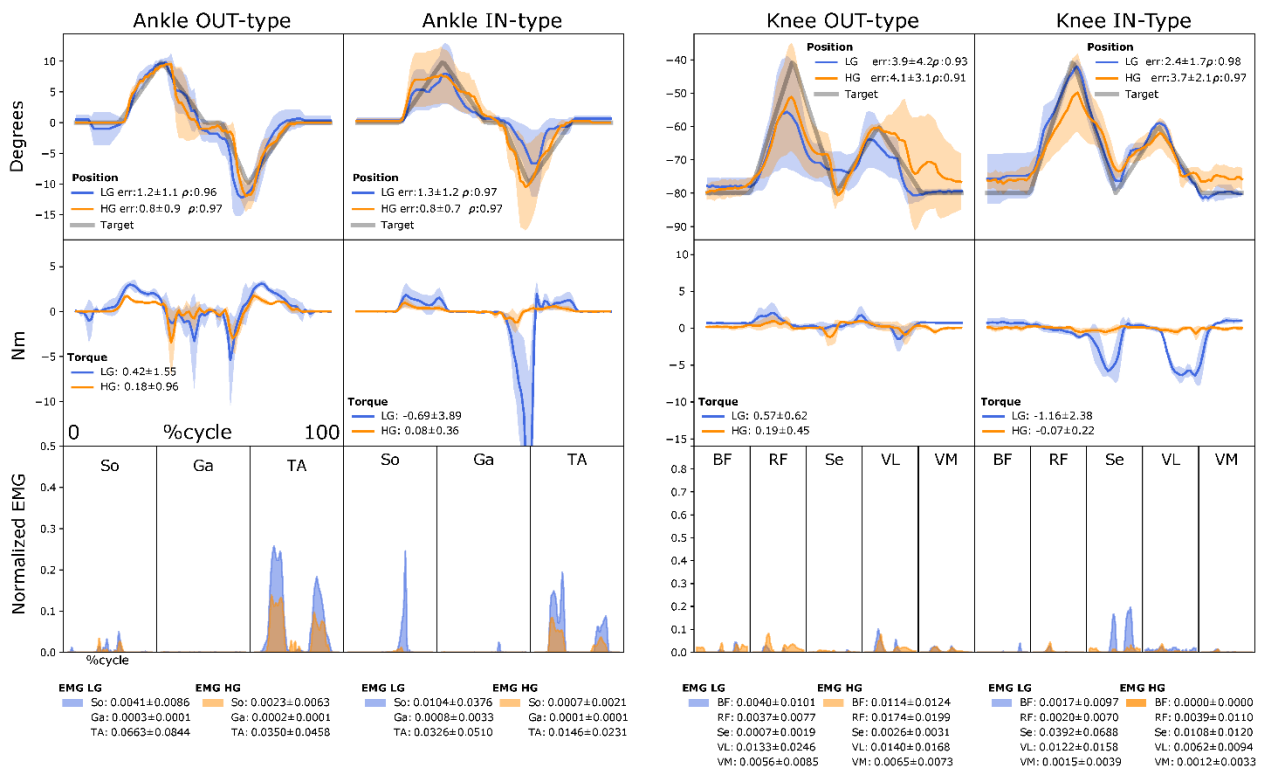 Ankle OUT-type
Ankle IN-type
Knee OUT-type
Knee IN-Type
Degrees
10
5
0
−5
−10
−15
Position
LG err:1.2±1.1 ρ:0.96
HG err:0.8±0.9 ρ:0.97
Target
Position
LG err:1.3±1.2 ρ:0.97
HG err:0.8±0.7 ρ:0.97
Target
−40
−50
−60
−70
−80
−90
Position
LG err:3.9±4.2ρ:0.93
HG err:4.1±3.1ρ:0.91
Target
Position
LG err:2.4±1.7ρ:0.98
HG err:3.7±2.1ρ:0.97
Target
Nm
5
0
−5
−10
Torque
LG: 0.42±1.55
HG: 0.18±0.96
0 %cycle 100
Torque
LG: -0.69±3.89
HG: 0.08±0.36
10
5
0
−5
−10
−15
Torque
LG: 0.57±0.62
HG: 0.19±0.45
Torque
LG: -1.16±2.38
HG: -0.07±0.22
Normalized EMG
0.5
0.4
0.3
0.2
0.1
0.0
So Ga TA
So Ga TA
%cycle
0.8
0.7
0.6
0.5
0.4
0.3
0.2
0.1
0.0
BF RF Se VL VM
BF RF Se VL VM
EMG LG
So: 0.0041±0.0086
Ga: 0.0003±0.0001
TA: 0.0663±0.0844
EMG HG
So: 0.0023±0.0063
Ga: 0.0002±0.0001
TA: 0.0350±0.0458
EMG LG
So: 0.0104±0.0376
Ga: 0.0008±0.0033
TA: 0.0326±0.0510
EMG HG
So: 0.0007±0.0021
Ga: 0.0001±0.0001
TA: 0.0146±0.0231
EMG LG
BF: 0.0040±0.0101
RF: 0.0037±0.0077
Se: 0.0007±0.0019
VL: 0.0133±0.0246
VM: 0.0056±0.0085
EMG HG
BF: 0.0114±0.0124
RF: 0.0174±0.0199
Se: 0.0026±0.0031
VL: 0.0140±0.0168
VM: 0.0065±0.0073
EMG LG
BF: 0.0017±0.0097
RF: 0.0020±0.0070
Se: 0.0392±0.0688
VL: 0.0122±0.0158
VM: 0.0015±0.0039
EMG HG
BF: 0.0000±0.0000
RF: 0.0039±0.0110
Se: 0.0108±0.0120
VL: 0.0062±0.0094
VM: 0.0012±0.0033